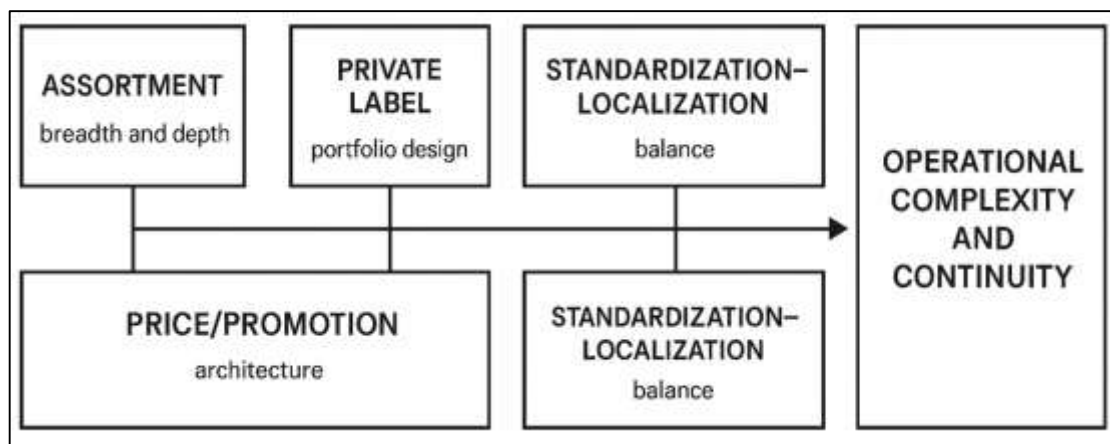 ASSORTMENT
breadth and depth
PRIVATE
LABEL
portfolio design
STANDARDIZATION–
LOCALIZATION
balance
OPERATIONAL
COMPLEXITY
AND
CONTINUITY
PRICE/PROMOTION
architecture
STANDARDIZATION–
LOCALIZATION
balance